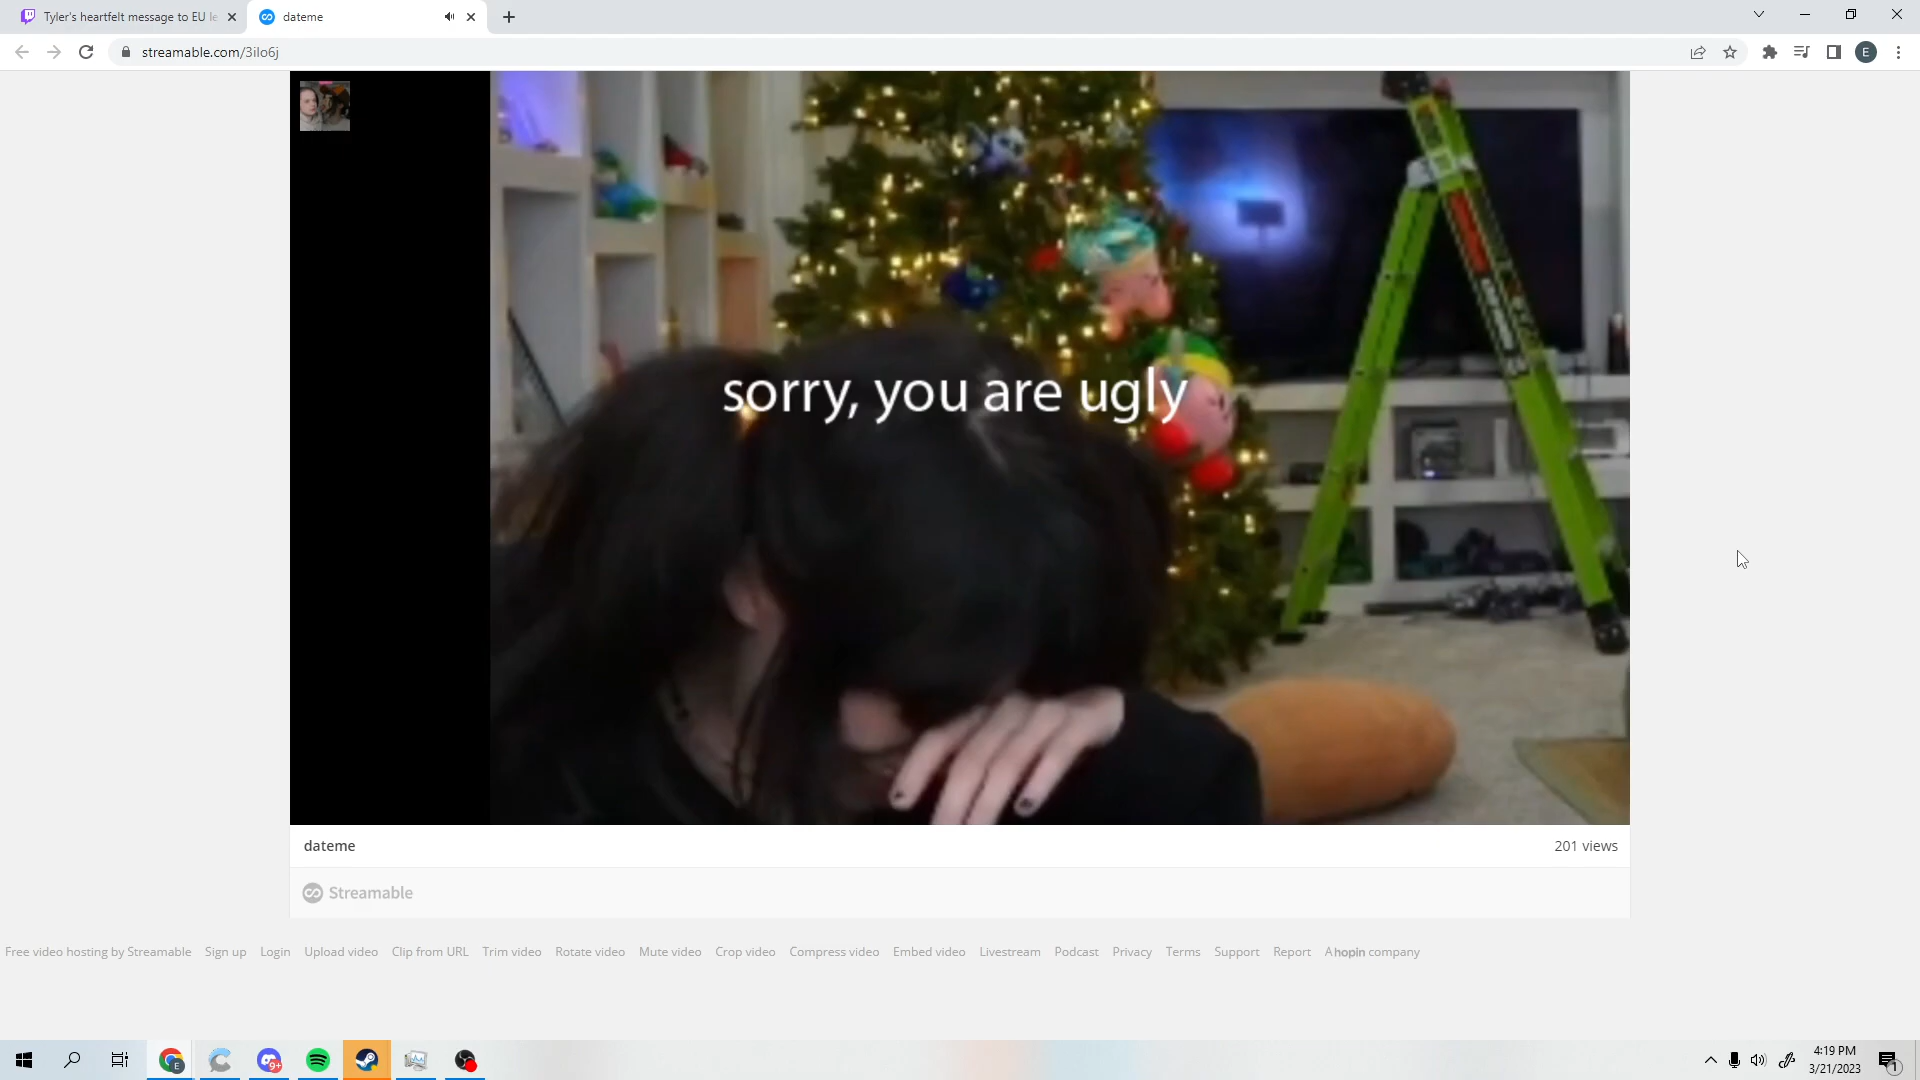 Tyler's heartfelt message to EU le
dateme
streamable.com/3ilo6j
E
sorry, you are ugly
dateme
201 views
Streamable
Free video hosting by Streamable Sign up Login Upload video Clip from URL Trim video Rotate video Mute video Crop video Compress video Embed video Livestream Podcast Privacy Terms Support Report A hopin company
E
9+
4:19 PM
3/21/2023
1